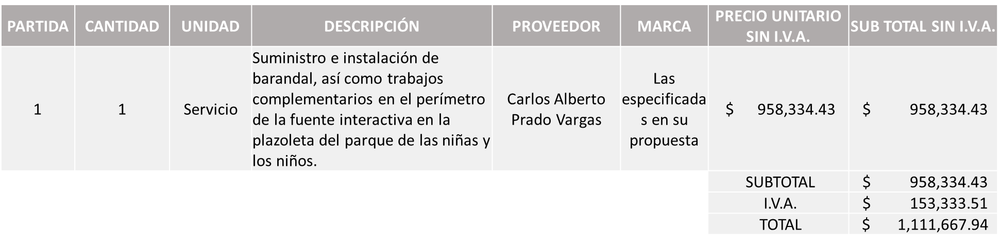 PARTIDA CANTIDAD UNIDAD DESCRIPCIÓN PROVEEDOR MARCA PRECIO UNITARIO SIN I.V.A. SUB TOTAL SIN I.V.A.
1 1 Servicio
Suministro e instalación de
barandal, así como trabajos
complementarios en el perímetro
de la fuente interactiva en la
plazoleta del parque de las niñas y
los niños.
Carlos Alberto
Prado Vargas
Las
especificada
s en su
propuesta
$ 958,334.43 $ 958,334.43
SUBTOTAL $ 958,334.43
I.V.A. $ 153,333.51
TOTAL $ 1,111,667.94